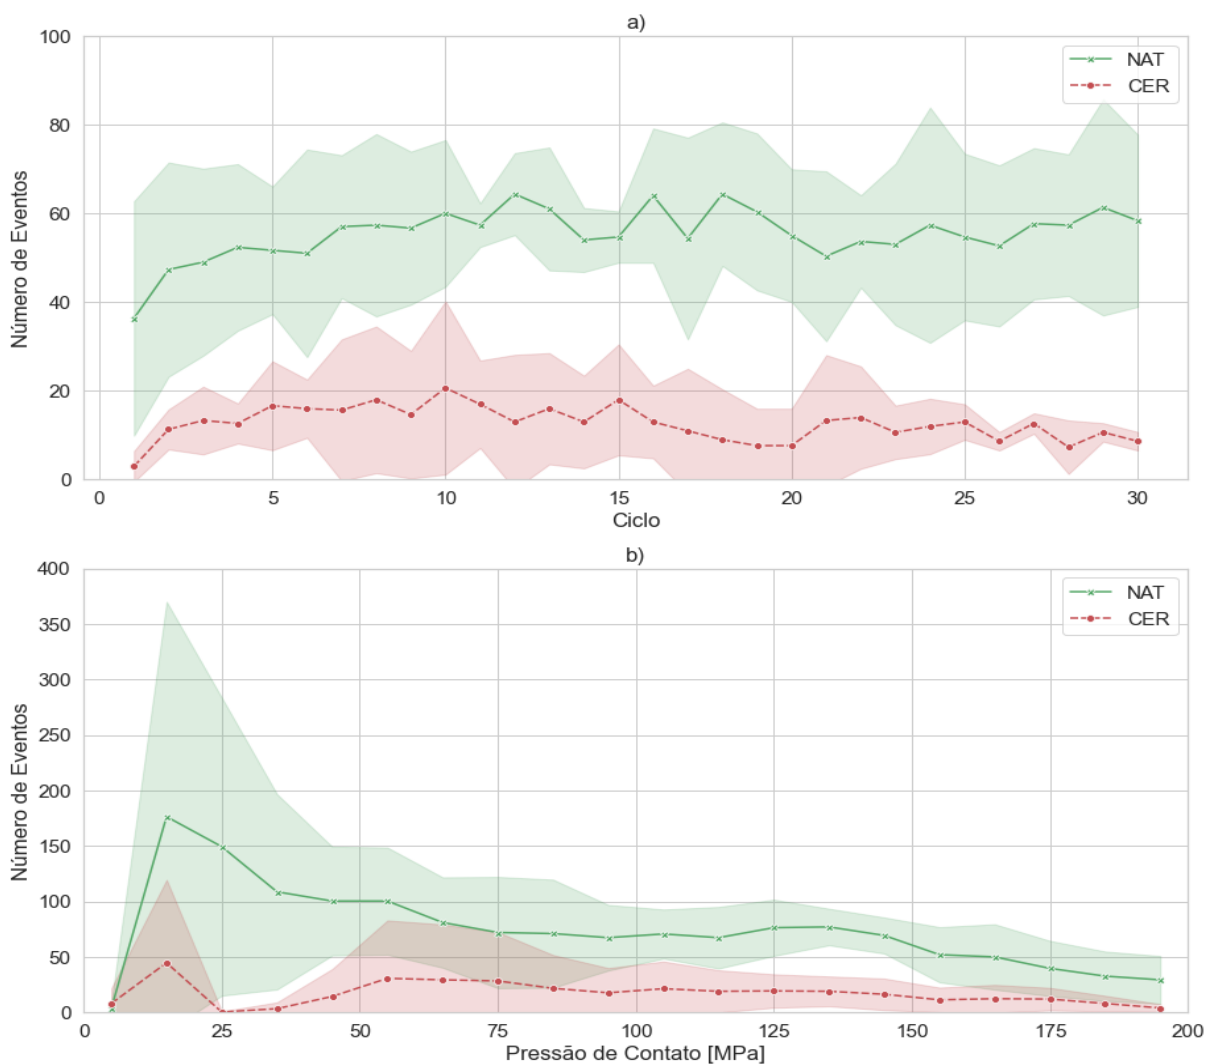 a)
100
80
60
40
20
0
Número de Eventos
NAT
CER
0 5 10 15 20 25 30
Ciclo
b)
400
350
300
250
200
150
100
50
0
Número de Eventos
NAT
CER
0 25 50 75 100 125 150 175 200
Pressão de Contato [MPa]